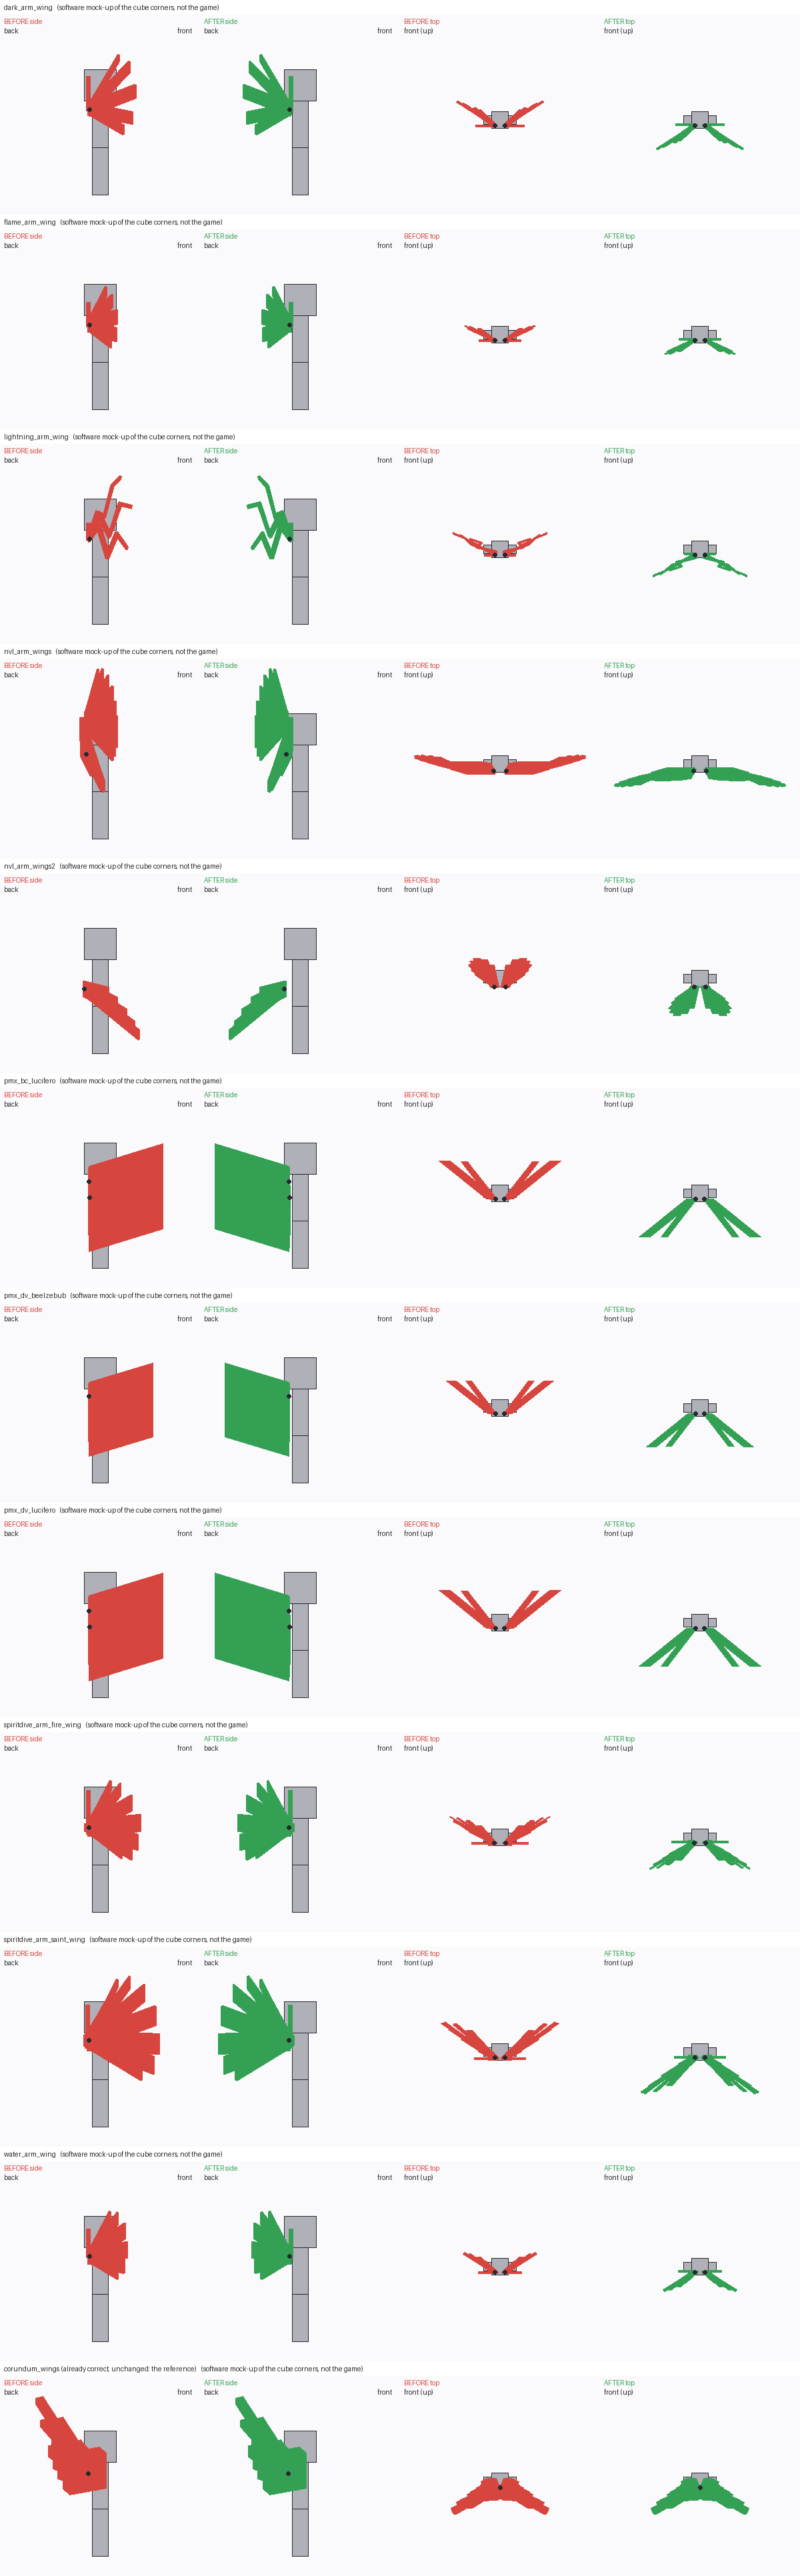 dark_arm_wing (software mock-up of the cube corners, not the game)
BEFORE side AFTER side BEFORE top AFTER top
back front back front front (up) front (up)
flame_arm_wing (software mock-up of the cube corners, not the game)
BEFORE side AFTER side BEFORE top AFTER top
back front back front front (up) front (up)
lightning_arm_wing (software mock-up of the cube corners, not the game)
BEFORE side AFTER side BEFORE top AFTER top
back front back front front (up) front (up)
nvl_arm_wings (software mock-up of the cube corners, not the game)
BEFORE side AFTER side BEFORE top AFTER top
back front back front front (up) front (up)
nvl_arm_wings2 (software mock-up of the cube corners, not the game)
BEFORE side AFTER side BEFORE top AFTER top
back front back front front (up) front (up)
pmx_bc_lucifero (software mock-up of the cube corners, not the game)
BEFORE side AFTER side BEFORE top AFTER top
back front back front front (up) front (up)
pmx_dv_beelzebub (software mock-up of the cube corners, not the game)
BEFORE side AFTER side BEFORE top AFTER top
back front back front front (up) front (up)
pmx_dv_lucifero (software mock-up of the cube corners, not the game)
BEFORE side AFTER side BEFORE top AFTER top
back front back front front (up) front (up)
spiritdive_arm_fire_wing (software mock-up of the cube corners, not the game)
BEFORE side AFTER side BEFORE top AFTER top
back front back front front (up) front (up)
spiritdive_arm_saint_wing (software mock-up of the cube corners, not the game)
BEFORE side AFTER side BEFORE top AFTER top
back front back front front (up) front (up)
water_arm_wing (software mock-up of the cube corners, not the game)
BEFORE side AFTER side BEFORE top AFTER top
back front back front front (up) front (up)
corundum_wings (already correct, unchanged: the reference) (software mock-up of the cube corners, not the game)
BEFORE side AFTER side BEFORE top AFTER top
back front back front front (up) front (up)